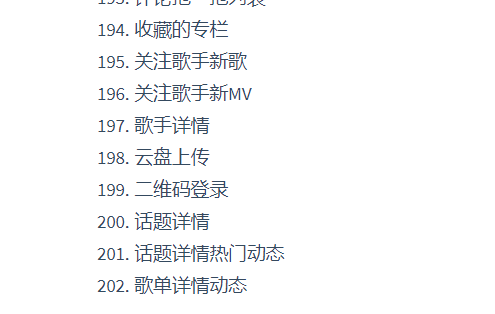 194. 收藏的专栏
195. 关注歌手新歌
196. 关注歌手新MV
197. 歌手详情
198. 云盘上传
199. 二维码登录
200. 话题详情
201. 话题详情热门动态
202. 歌单详情动态